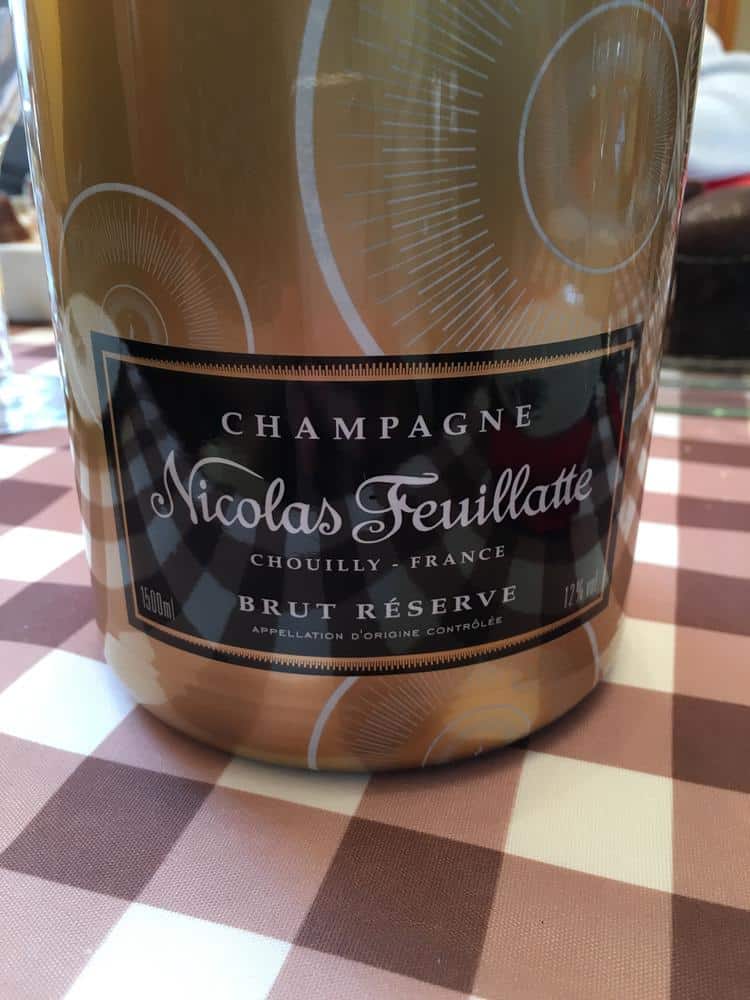 CHAMPAGNE
Nicolas Feuillatte
CHOUILLY - FRANCE
BRUT RÉSERVE
1500ml
12% vol.
APPELLATION D'ORIGINE CONTRÔLÉE